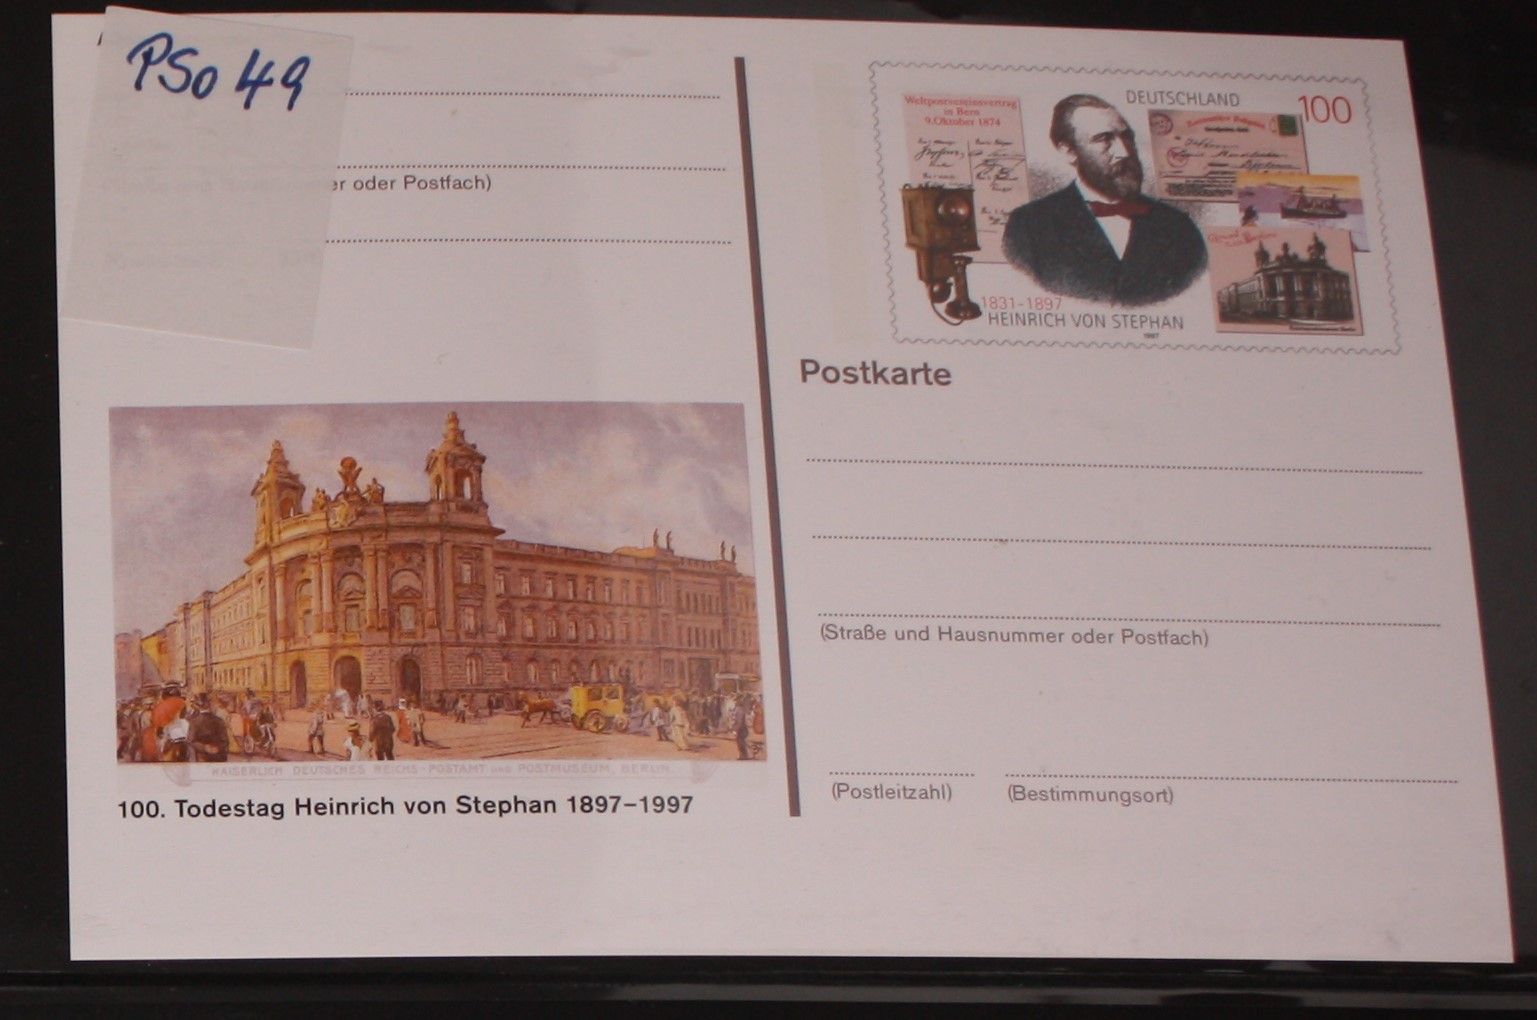 PSo 49
er oder Postfach)
Weltpostvereinsvertrag
in Bern
9.Oktober 1874
DEUTSCHLAND
100
1831-1897
HEINRICH VON STEPHAN
1997
Postkarte
(Straße und Hausnummer oder Postfach)
(Postleitzahl) (Bestimmungsort)
KAISERLICH DEUTSCHES REICHS-POSTAMT und POSTMUSEUM, BERLIN.
100. Todestag Heinrich von Stephan 1897–1997